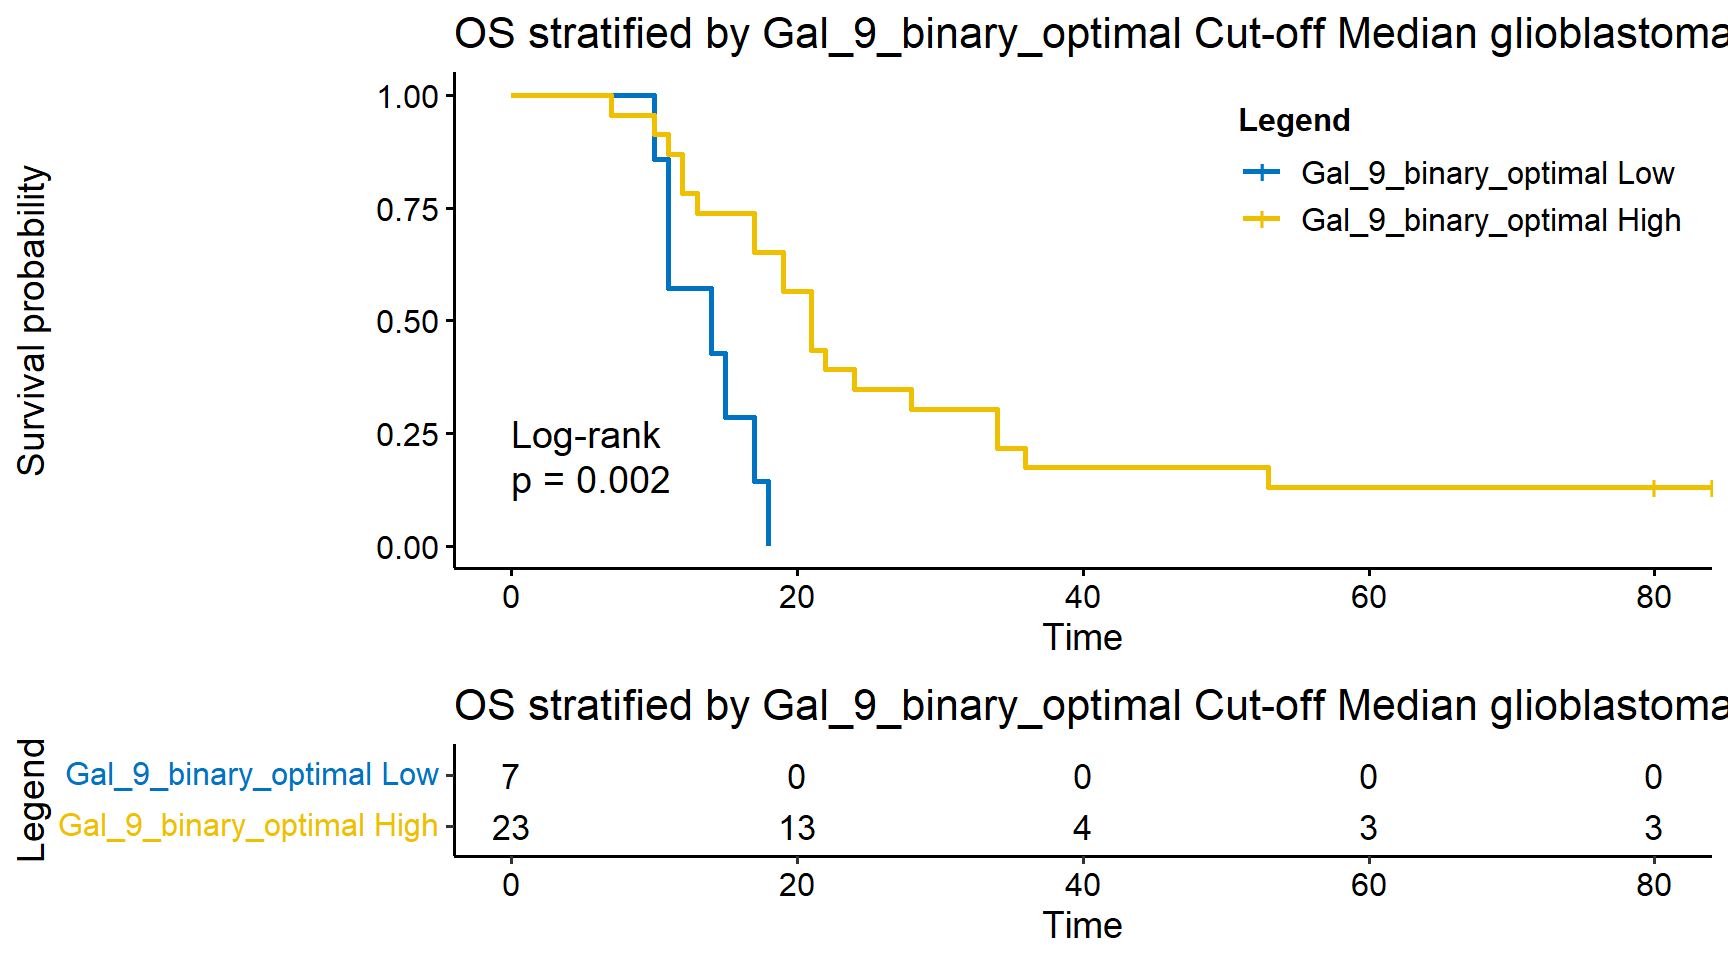 OS stratified by Gal_9_binary_optimal Cut-off Median glioblastoma
Survival probability
1.00
0.75
0.50
0.25
0.00
Legend
Gal_9_binary_optimal Low
Gal_9_binary_optimal High
Log-rank
p = 0.002
0 20 40 60 80
Time
OS stratified by Gal_9_binary_optimal Cut-off Median glioblastoma
Legend
Gal_9_binary_optimal Low 7 0 0 0 0
Gal_9_binary_optimal High 23 13 4 3 3
0 20 40 60 80
Time